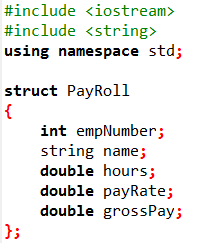 #include <iostream>
#include <string>
using namespace std;
struct PayRoll
{
int empNumber;
string name;
double hours;
double payRate;
double grossPay;
};